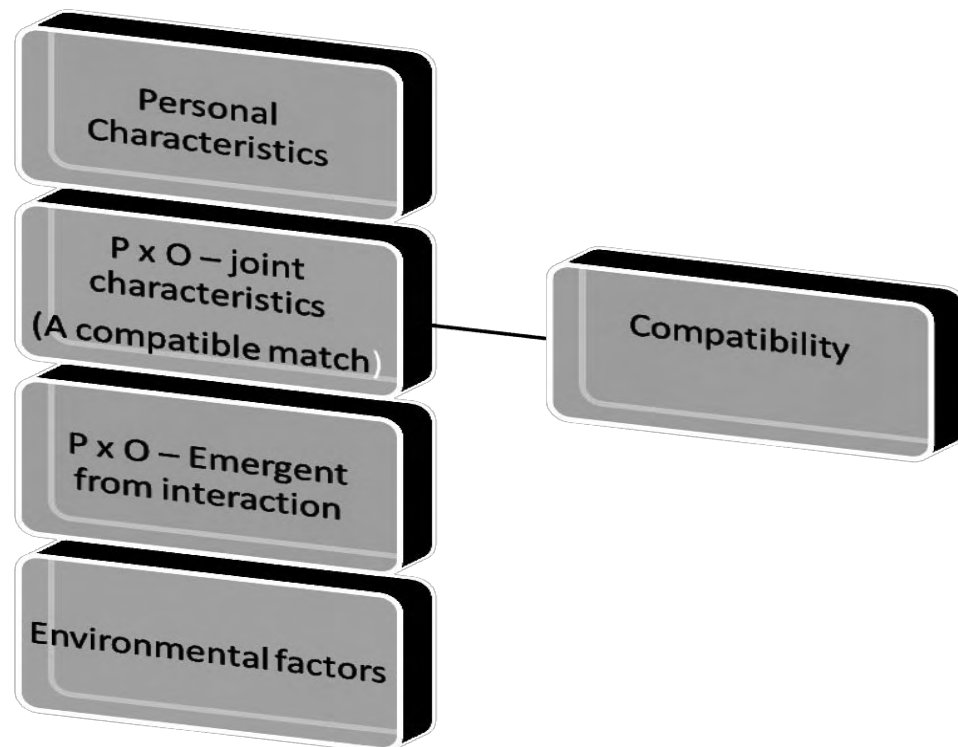 Personal
Characteristics
P x O – joint
characteristics
(A compatible match)
P x O – Emergent
from interaction
Environmental factors
Compatibility